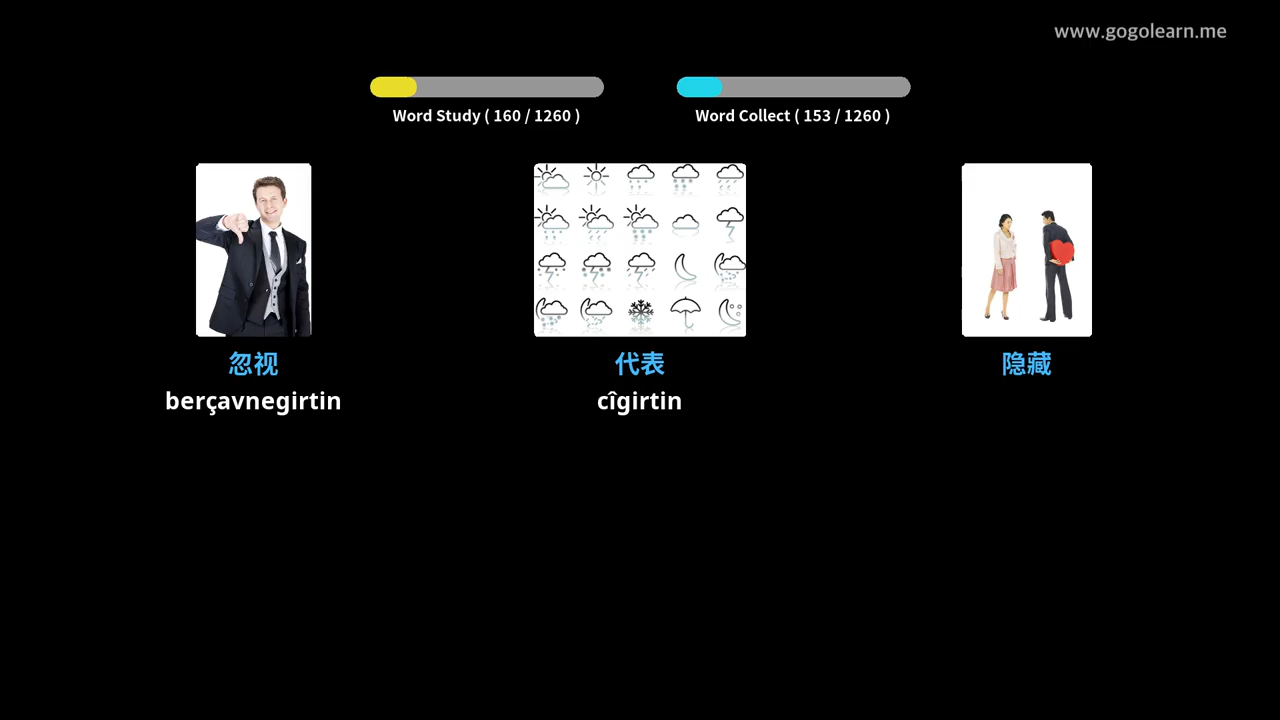 www.gogolearn.me
Word Study ( 160 / 1260 )
Word Collect ( 153 / 1260 )
忽视
代表
隐藏
berçavnegirtin
cîgirtin